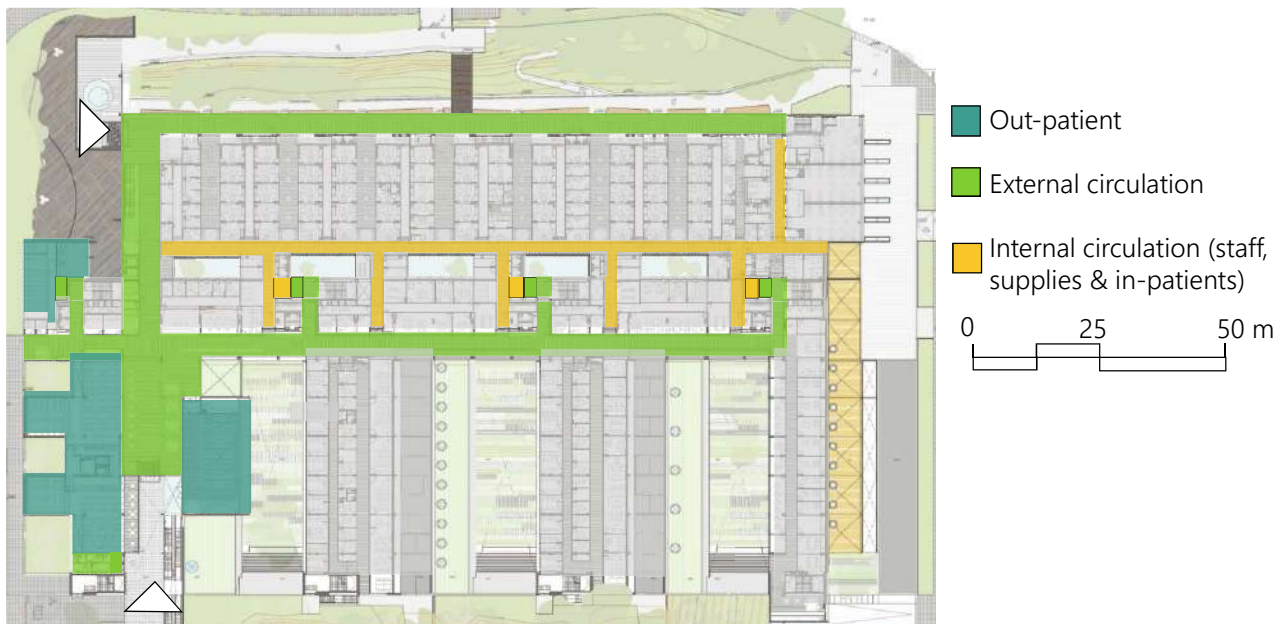 Out-patient
External circulation
Internal circulation (staff,
supplies & in-patients)
0 25 50 m